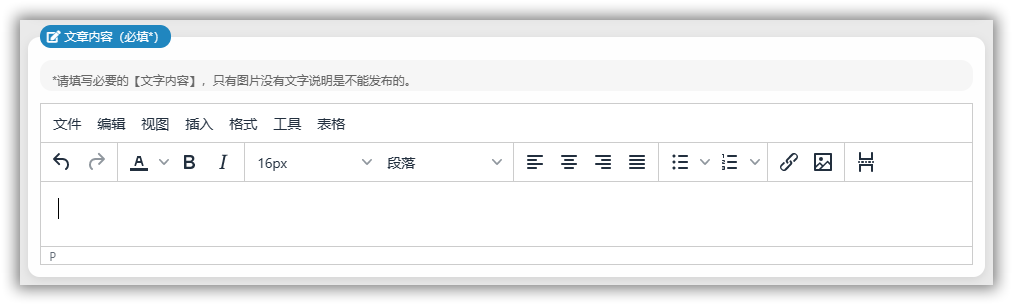 文章内容（必填*）
*请填写必要的【文字内容】，只有图片没有文字说明是不能发布的。
文件 编辑 视图 插入 格式 工具 表格
A B I 16px 段落
P